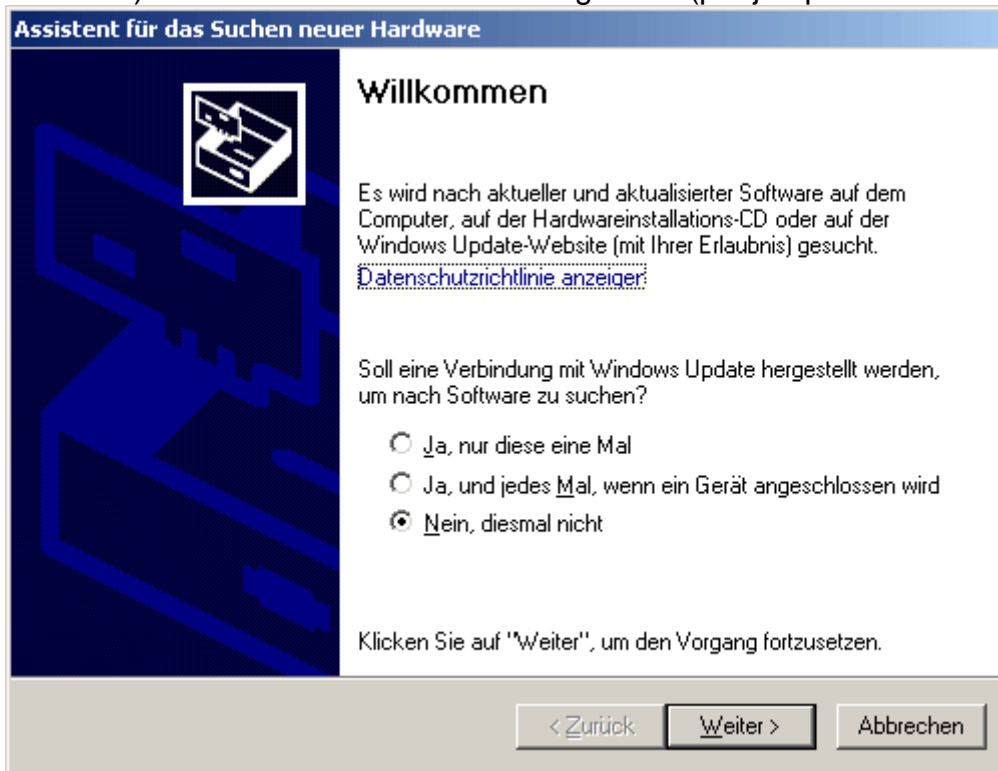 Assistent für das Suchen neuer Hardware
Willkommen
Es wird nach aktueller und aktualisierter Software auf dem
Computer, auf der Hardwareinstallations-CD oder auf der
Windows Update-Website (mit Ihrer Erlaubnis) gesucht.
Datenschutzrichtlinie anzeigen
Soll eine Verbindung mit Windows Update hergestellt werden,
um nach Software zu suchen?
Ja, nur diese eine Mal
Ja, und jedes Mal, wenn ein Gerät angeschlossen wird
Nein, diesmal nicht
Klicken Sie auf "Weiter", um den Vorgang fortzusetzen.
< Zurück Weiter > Abbrechen